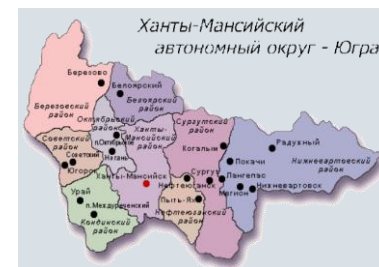 Ханты-Мансийский
автономный округ - Югра
Березово
Белоярский
Березовский
район
Белоярский
район
Октябрьский
район
Ханты-
Мансийский
район
Сургутский
район
Советский
район
п.Октябрьское
Когалым
Радужный
Советский
Нягань
Покачи
Нижневартовский
район
Югорск
Ханты-Мансийск
Сургут
Лангепас
Урай
Нефтеюганск
Мегион
Нижневартовск
п.Междуреченский
Пыть-Ях
Кондинский
район
Нефтеюганский
район